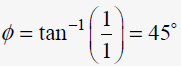 ϕ = tan⁻¹(1/1) = 45°